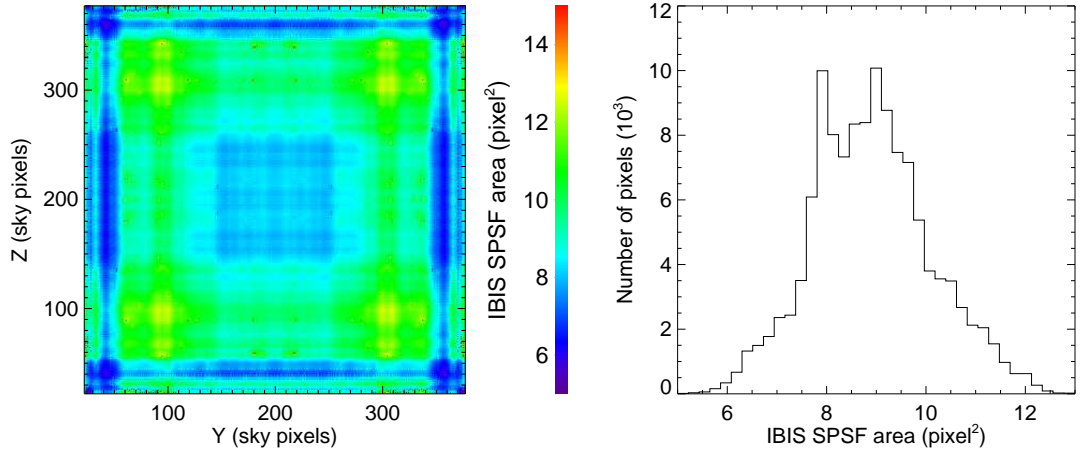 300
200
100
Z (sky pixels)
100 200 300
Y (sky pixels)
14
12
10
8
6
IBIS SPSF area (pixel²)
12
10
8
6
4
2
0
Number of pixels (10³)
6 8 10 12
IBIS SPSF area (pixel²)